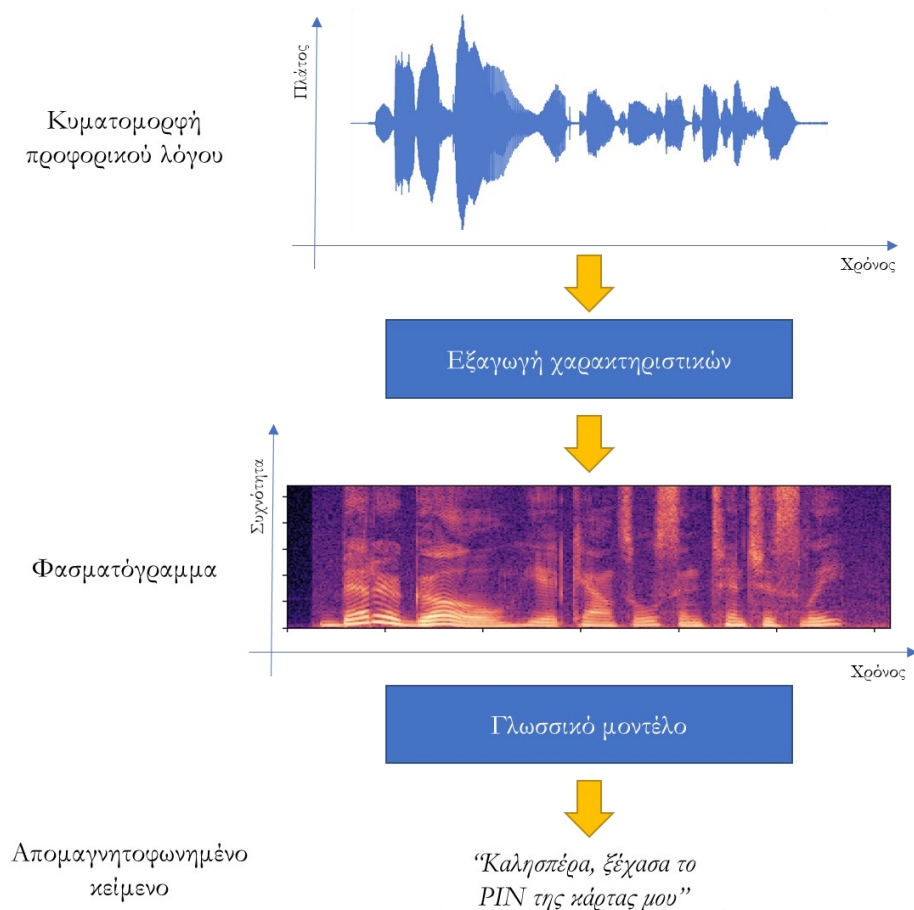 Πλάτος
Κυματομορφή
προφορικού λόγου
Χρόνος
Εξαγωγή χαρακτηριστικών
Συχνότητα
Φασματόγραμμα
Χρόνος
Γλωσσικό μοντέλο
Απομαγνητοφωνημένο
κείμενο
“Καλησπέρα, ξέχασα το
PIN της κάρτας μου”